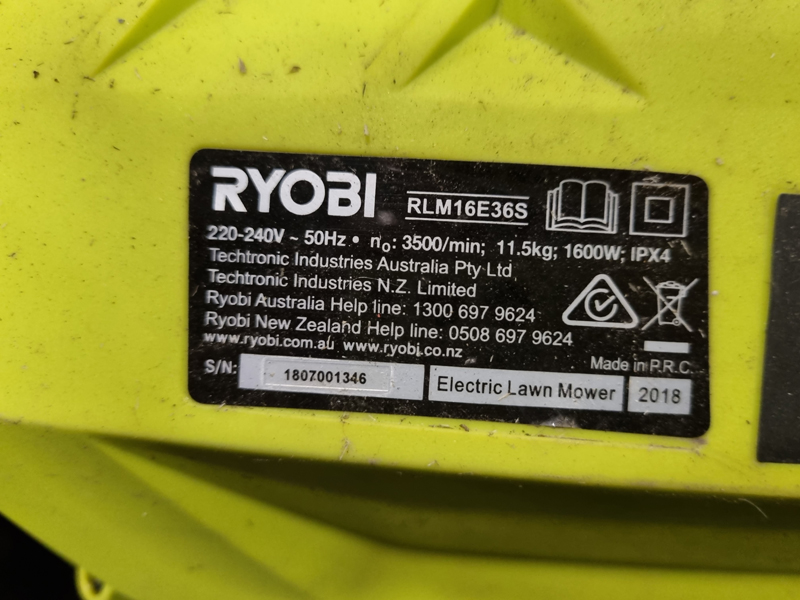 RYOBI RLM16E36S
220-240V ~ 50Hz • n₀: 3500/min; 11.5kg; 1600W; IPX4
Techtronic Industries Australia Pty Ltd
Techtronic Industries N.Z. Limited
Ryobi Australia Help line: 1300 697 9624
Ryobi New Zealand Help line: 0508 697 9624
www.ryobi.com.au www.ryobi.co.nz
Made in P.R.C.
S/N: 1807001346 Electric Lawn Mower 2018